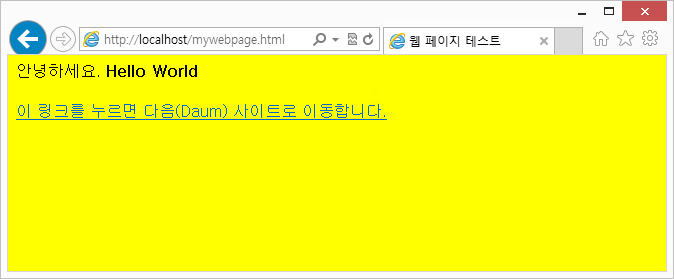 http://localhost/mywebpage.html
웹 페이지 테스트
안녕하세요. Hello World
이 링크를 누르면 다음(Daum) 사이트로 이동합니다.